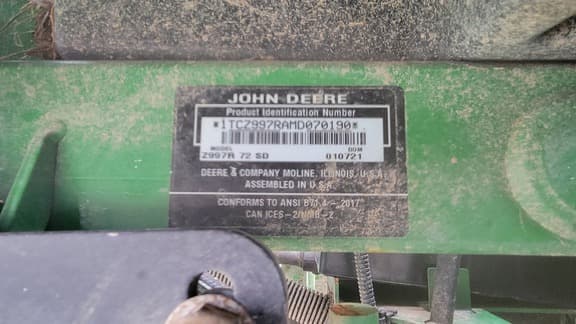 JOHN DEERE
Product Identification Number
*1TCZ997RAMD070190*
MODEL DOM
Z997R 72 SD 010721
DEERE & COMPANY MOLINE, ILLINOIS, U.S.A.
ASSEMBLED IN U.S.A.
CONFORMS TO ANSI B71.4 - 2017
CAN ICES-2/NMB-2